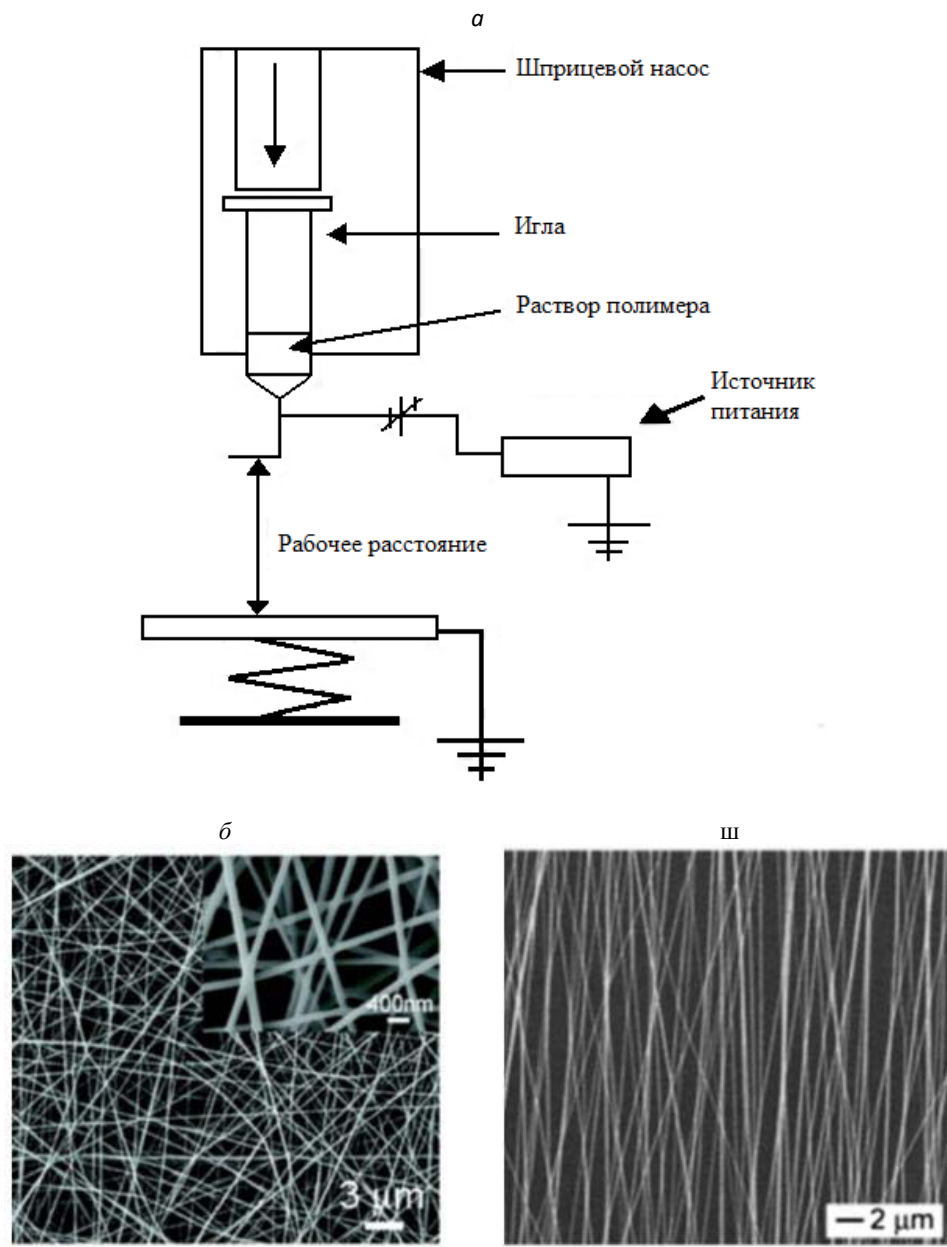 а
Шприцевой насос
Игла
Раствор полимера
Источник
питания
Рабочее расстояние
б
ш
400nm
3 μm
2 μm